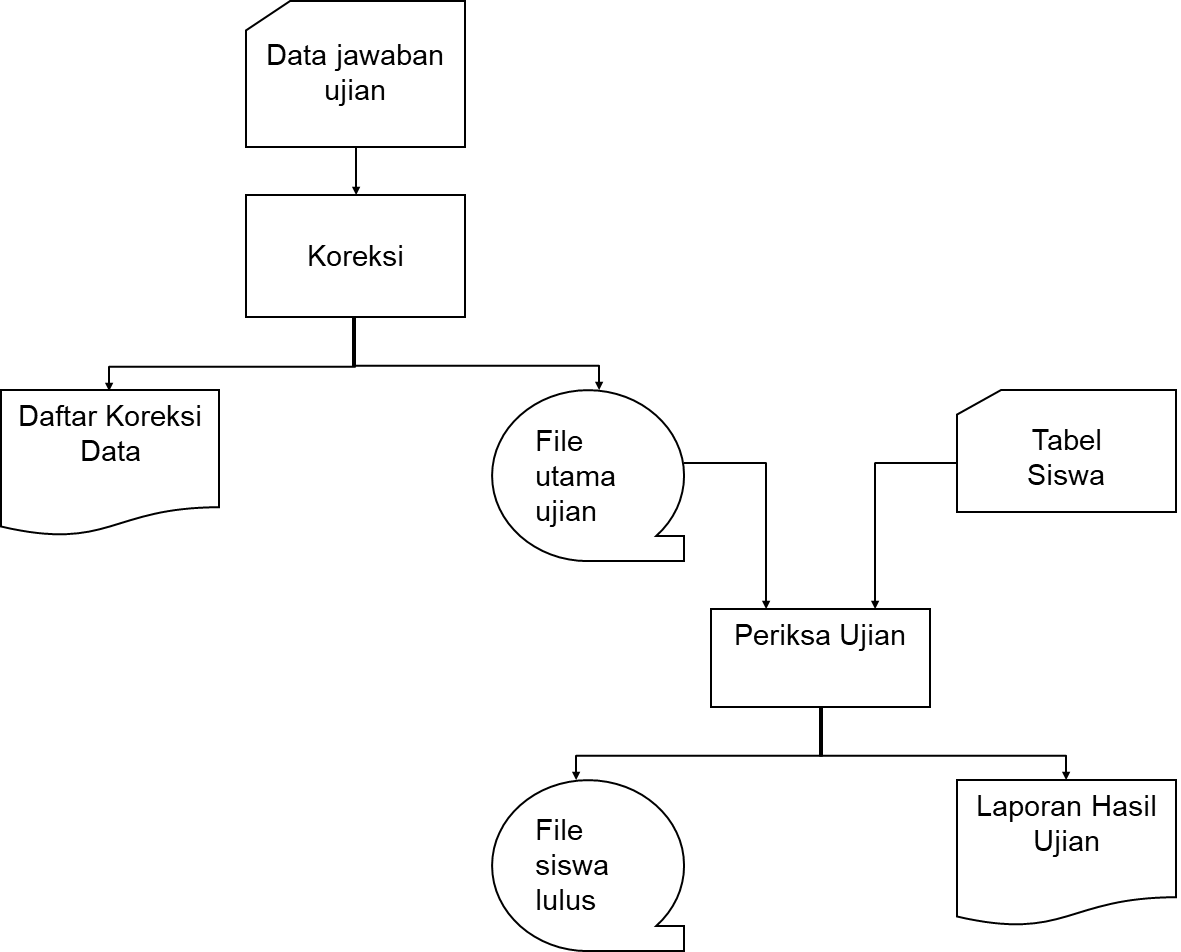 Data jawaban
ujian
Koreksi
Daftar Koreksi
Data
File
utama
ujian
Tabel
Siswa
Periksa Ujian
File
siswa
lulus
Laporan Hasil
Ujian